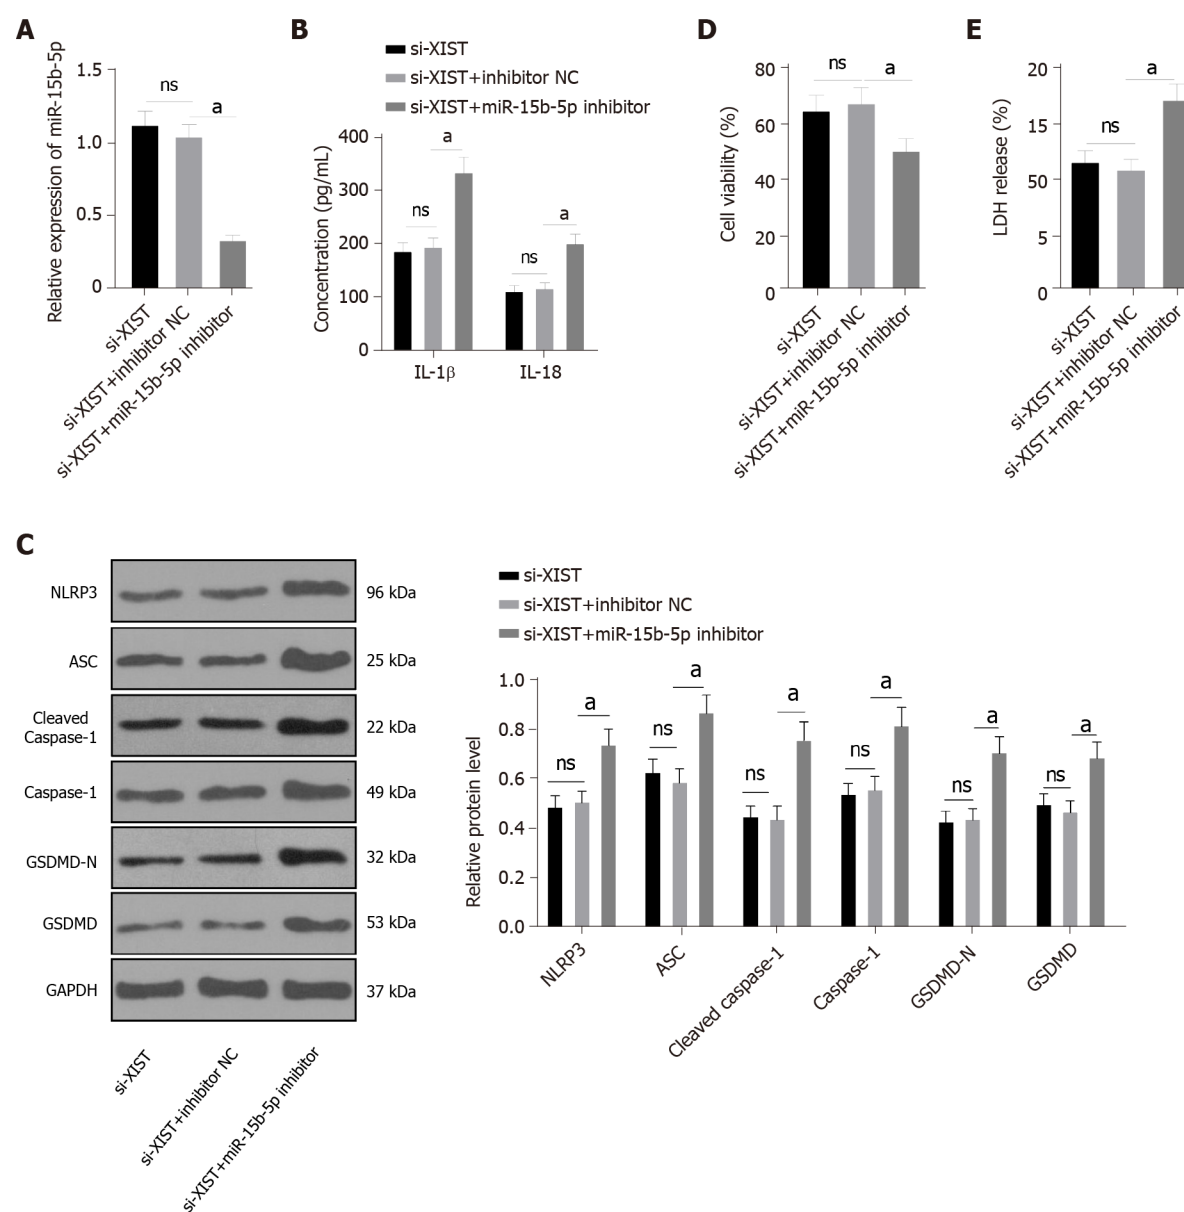 A
Relative expression of miR-15b-5p
1.5
1.0
0.5
0
ns
a
si-XIST
si-XIST+inhibitor NC
si-XIST+miR-15b-5p inhibitor
B
si-XIST
si-XIST+inhibitor NC
si-XIST+miR-15b-5p inhibitor
Concentration (pg/mL)
400
300
200
100
0
ns
a
ns
a
IL-1β
IL-18
D
Cell viability (%)
80
60
40
20
0
ns
a
si-XIST
si-XIST+inhibitor NC
si-XIST+miR-15b-5p inhibitor
E
LDH release (%)
20
15
50
5
0
ns
a
si-XIST
si-XIST+inhibitor NC
si-XIST+miR-15b-5p inhibitor
C
NLRP3
96 kDa
ASC
25 kDa
Cleaved
Caspase-1
22 kDa
Caspase-1
49 kDa
GSDMD-N
32 kDa
GSDMD
53 kDa
GAPDH
37 kDa
si-XIST
si-XIST+inhibitor NC
si-XIST+miR-15b-5p inhibitor
si-XIST
si-XIST+inhibitor NC
si-XIST+miR-15b-5p inhibitor
Relative protein level
1.0
0.8
0.6
0.4
0.2
0.0
ns
a
ns
a
ns
a
ns
a
ns
a
ns
a
NLRP3
ASC
Cleaved caspase-1
Caspase-1
GSDMD-N
GSDMD